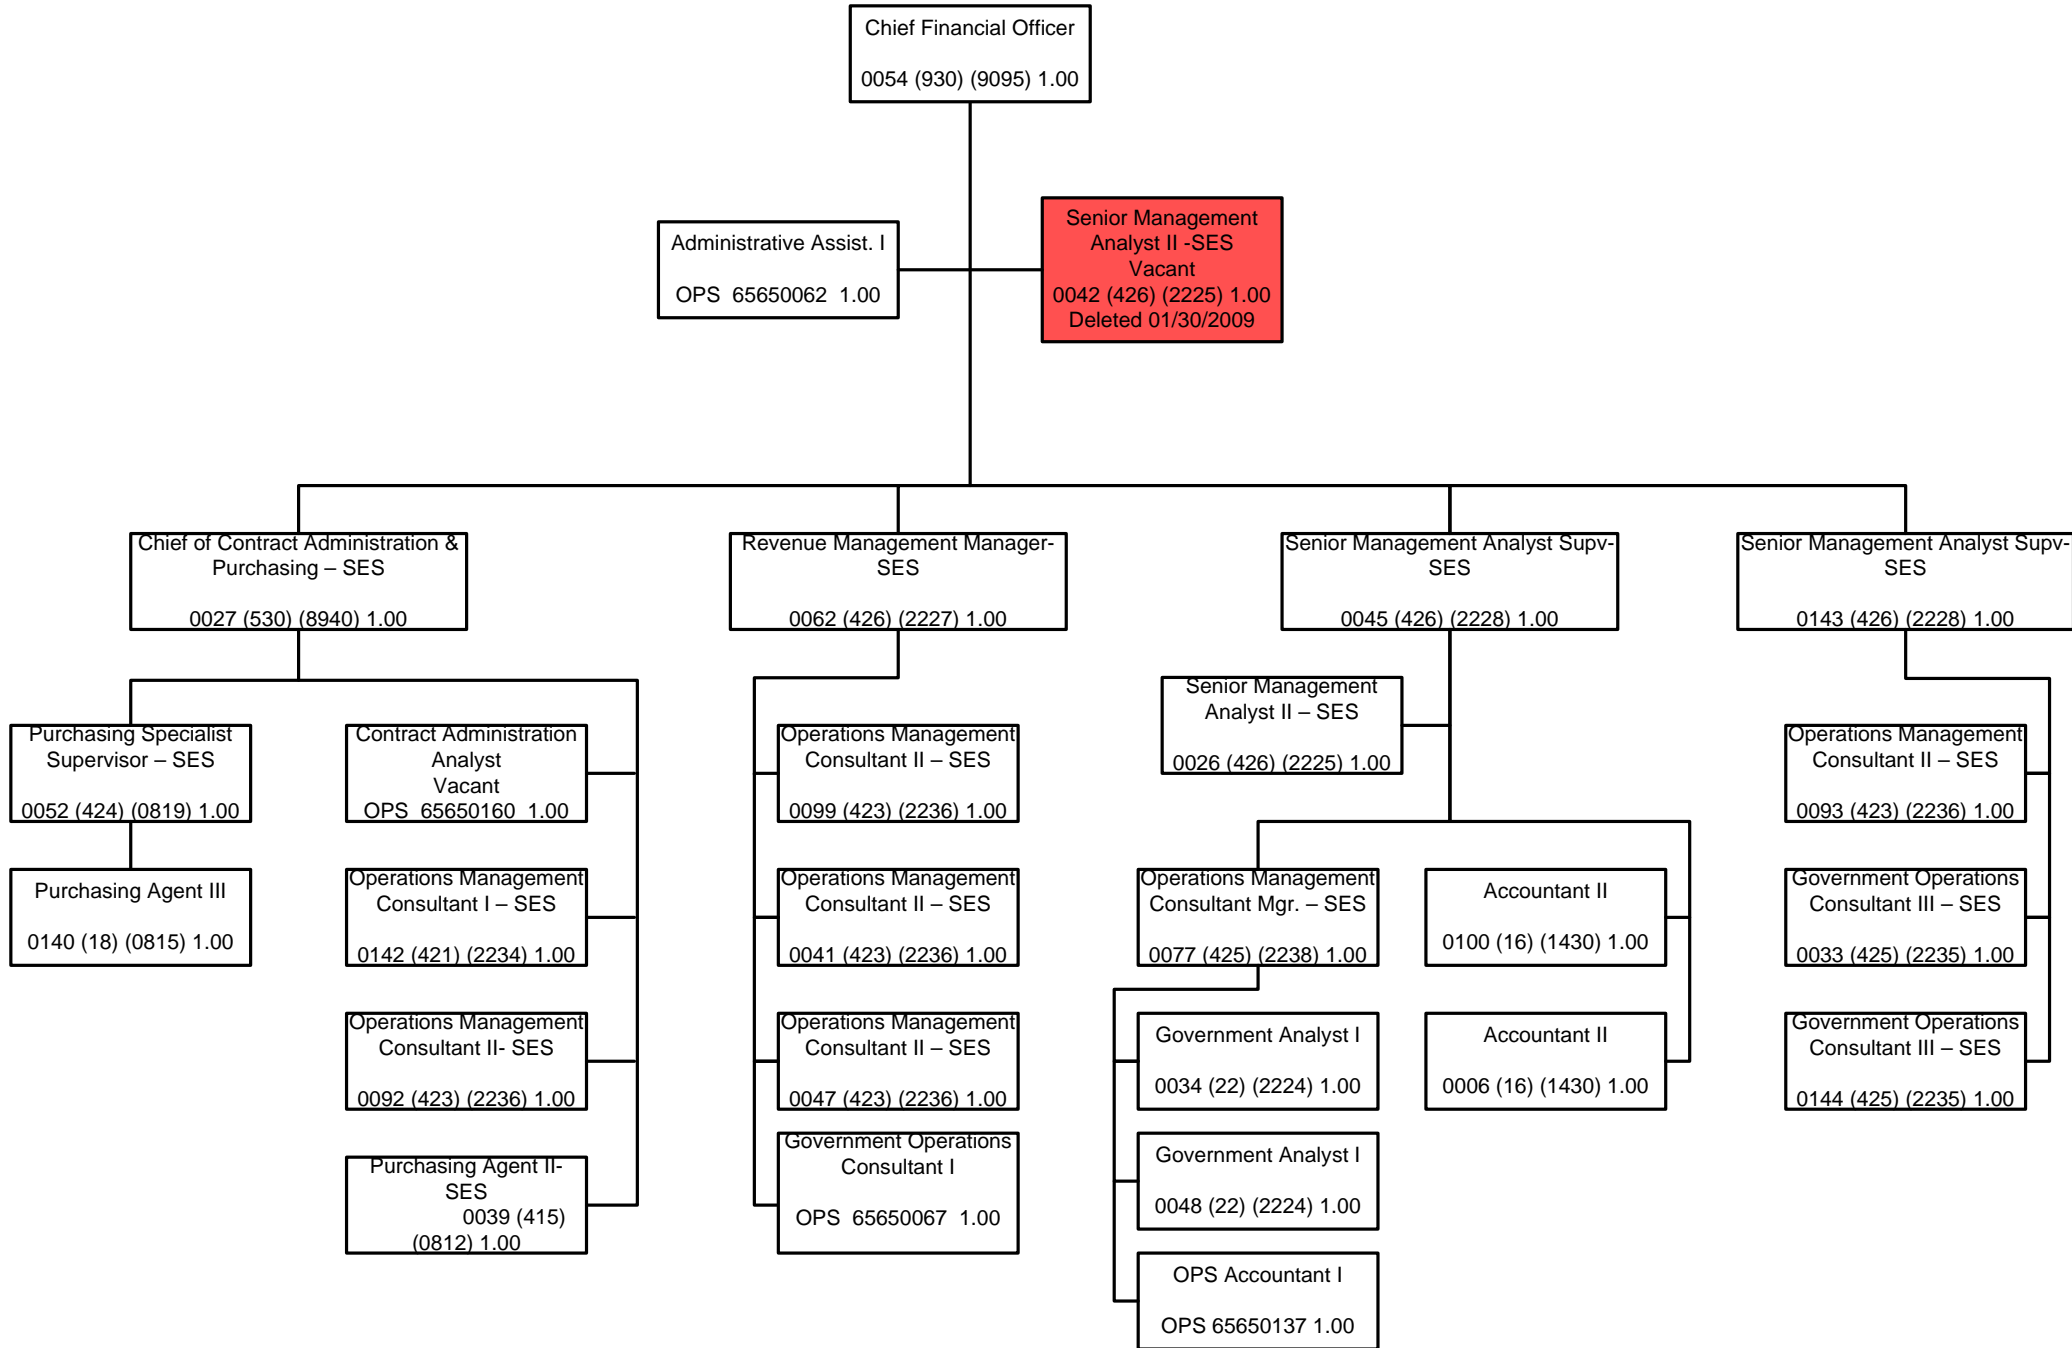 Chief Financial Officer
0054 (930) (9095) 1.00
Administrative Assist. I
OPS  65650062  1.00
Senior Management
Analyst II -SES
Vacant
0042 (426) (2225) 1.00
Deleted 01/30/2009
Chief of Contract Administration &
Purchasing – SES
0027 (530) (8940) 1.00
Revenue Management Manager-
SES
0062 (426) (2227) 1.00
Senior Management Analyst Supv-
SES
0045 (426) (2228) 1.00
Senior Management Analyst Supv-
SES
0143 (426) (2228) 1.00
Purchasing Specialist
Supervisor – SES
0052 (424) (0819) 1.00
Purchasing Agent III
0140 (18) (0815) 1.00
Contract Administration
Analyst
Vacant
OPS  65650160  1.00
Operations Management
Consultant I – SES
0142 (421) (2234) 1.00
Operations Management
Consultant II- SES
0092 (423) (2236) 1.00
Purchasing Agent II-
SES
0039 (415)
(0812) 1.00
Operations Management
Consultant II – SES
0099 (423) (2236) 1.00
Operations Management
Consultant II – SES
0041 (423) (2236) 1.00
Operations Management
Consultant II – SES
0047 (423) (2236) 1.00
Government Operations
Consultant I
OPS  65650067  1.00
Senior Management
Analyst II – SES
0026 (426) (2225) 1.00
Operations Management
Consultant Mgr. – SES
0077 (425) (2238) 1.00
Government Analyst I
0034 (22) (2224) 1.00
Government Analyst I
0048 (22) (2224) 1.00
OPS Accountant I
OPS 65650137 1.00
Accountant II
0100 (16) (1430) 1.00
Accountant II
0006 (16) (1430) 1.00
Operations Management
Consultant II – SES
0093 (423) (2236) 1.00
Government Operations
Consultant III – SES
0033 (425) (2235) 1.00
Government Operations
Consultant III – SES
0144 (425) (2235) 1.00